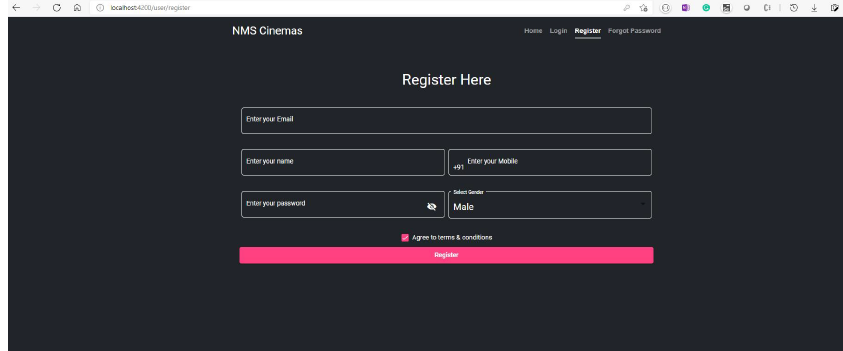 localhost:4200/user/register
NMS Cinemas
Home Login Register Forgot Password
Register Here
Enter your Email
Enter your name
+91 Enter your Mobile
Enter your password
Select Gender
Male
Agree to terms & conditions
Register